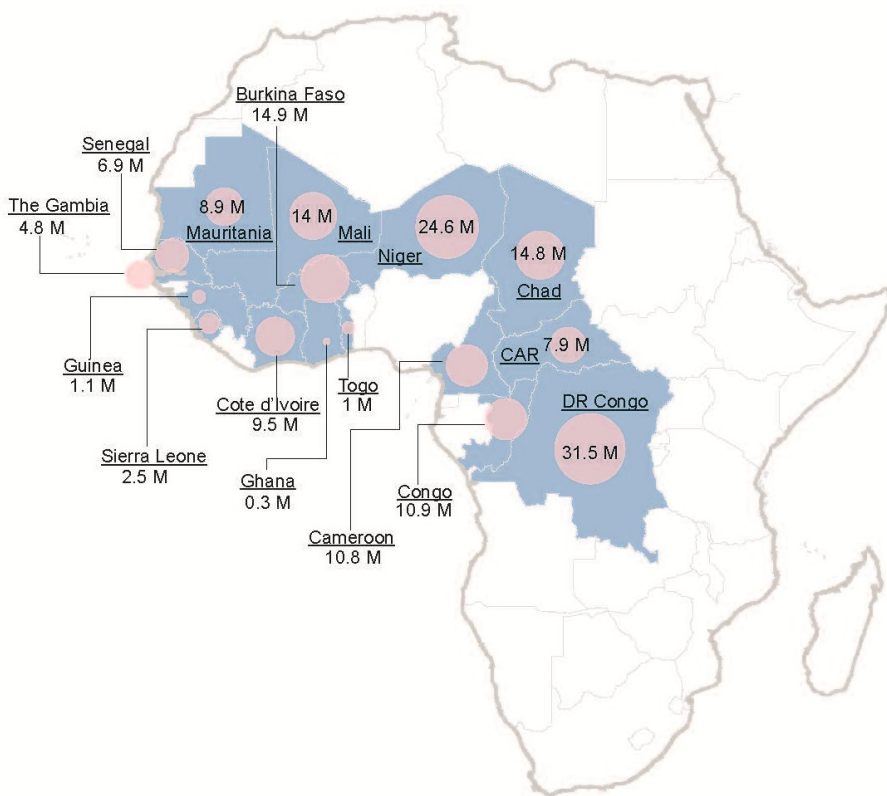 Burkina Faso
14.9 M
Senegal
6.9 M
The Gambia
4.8 M
8.9 M
Mauritania
14 M
Mali
24.6 M
Niger
14.8 M
Chad
CAR
7.9 M
Guinea
1.1 M
Togo
1 M
Cote d'Ivoire
9.5 M
DR Congo
31.5 M
Sierra Leone
2.5 M
Ghana
0.3 M
Congo
10.9 M
Cameroon
10.8 M